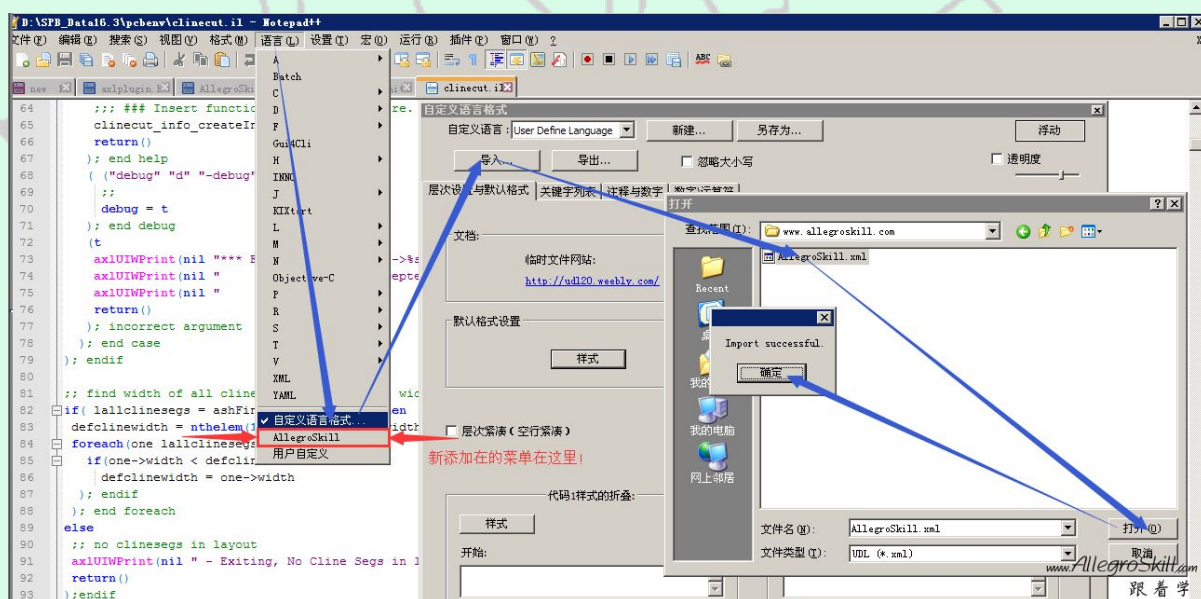 D:\SPB_Data16.3\pcbenv\clinecut.il - Notepad++
文件(F) 编辑(E) 搜索(S) 视图(V) 格式(M) 语言(L) 设置(T) 宏(O) 运行(R) 插件(P) 窗口(W) ?
new
axlplugin.
AllegroSki
clinecut.il
A
Batch
C
D
F
Gui4Cli
H
INNO
J
KIXtart
L
M
N
Objective-C
P
R
S
T
V
XML
YAML
自定义语言格式...
AllegroSkill
用户自定义
64 ;;; ### Insert functio re.
65 clinecut_info_createIn
66 return()
67 ); end help
68 ( ("debug" "d" "-debug"
69 ;;
70 debug = t
71 ); end debug
72 (t
73 axlUIWPrint(nil "*** E ->%s
74 axlUIWPrint(nil " epte
75 axlUIWPrint(nil "
76 return()
77 ); incorrect argument
78 ); end case
79 ); endif
80
81 ;; find width of all cline wid
82 if( lallclinesegs = ashFin en
83 defclinewidth = nthelem(1 idth
84 foreach(one lallclinesegs
85 if(one->width < defclin
86 defclinewidth = one->width
87 ); endif
88 ); end foreach
89 else
90 ;; no clinesegs in layout
91 axlUIWPrint(nil " - Exiting, No Cline Segs in l
92 return()
93 );endif
自定义语言格式
自定义语言: User Define Language 新建... 另存为... 浮动
导入... 导出... 忽略大小写 透明度
层次设置与默认格式 关键字列表 注释与数字 数字\运算符
文档:
临时文件网站:
http://udl20.weebly.com/
默认格式设置
样式
层次紧凑(空行紧凑)
新添加在的菜单在这里!
代码1样式的折叠:
样式
开始:
打开
查找范围(I): www.allegroskill.com
AllegroSkill.xml
Recent
我的电脑
网上邻居
Import successful.
确定
文件名(N): AllegroSkill.xml 打开(O)
文件类型(T): UDL (*.xml) 取消
www.AllegroSkill.com
跟着学